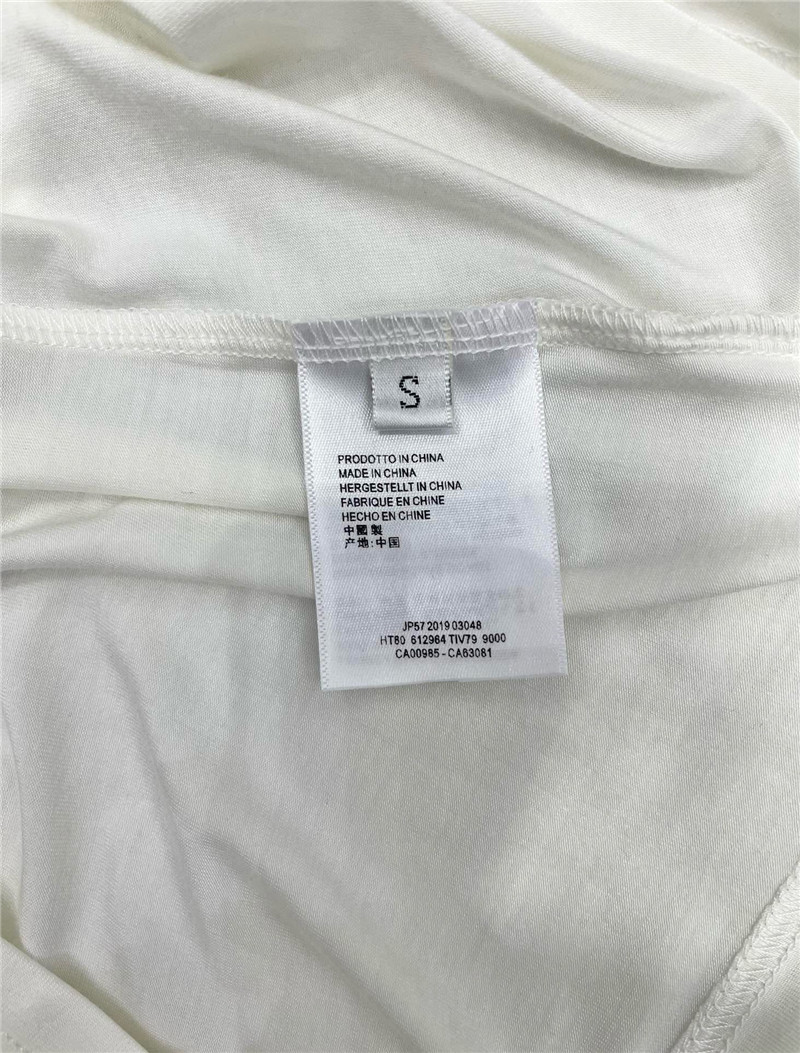 S
PRODOTTO IN CHINA
MADE IN CHINA
HERGESTELLT IN CHINA
FABRIQUE EN CHINE
HECHO EN CHINE
中國製
产地:中国
JP57 2019 03048
HT80 612964 TIV79 9000
CA00985 - CA63081